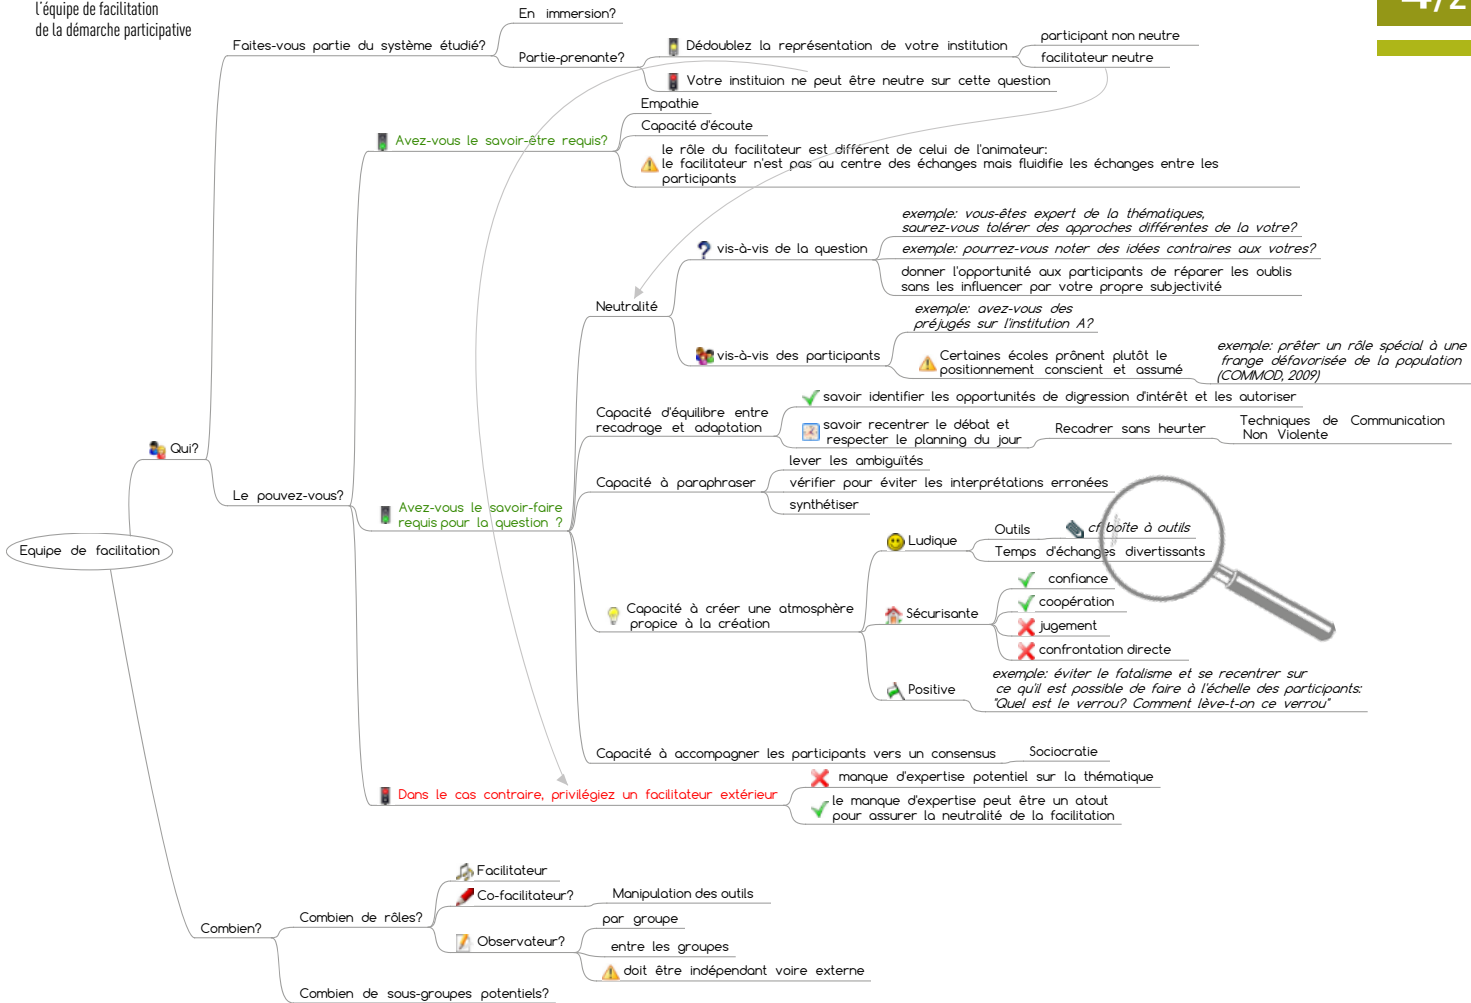 l'équipe de facilitation
de la démarche participative
4/2
En immersion?
Faites-vous partie du système étudié?
Partie-prenante?
Dédoublez la représentation de votre institution
participant non neutre
facilitateur neutre
Votre instituion ne peut être neutre sur cette question
Empathie
Avez-vous le savoir-être requis?
Capacité d'écoute
le rôle du facilitateur est différent de celui de l'animateur:
le facilitateur n'est pas au centre des échanges mais fluidifie les échanges entre les
participants
exemple: vous-êtes expert de la thématiques,
saurez-vous tolérer des approches différentes de la votre?
vis-à-vis de la question
exemple: pourrez-vous noter des idées contraires aux votres?
donner l'opportunité aux participants de réparer les oublis
sans les influencer par votre propre subjectivité
Neutralité
exemple: avez-vous des
préjugés sur l'institution A?
vis-à-vis des participants
Certaines écoles prônent plutôt le
positionnement conscient et assumé
exemple: prêter un rôle spécial à une
frange défavorisée de la population
(COMMOD, 2009)
Capacité d'équilibre entre
recadrage et adaptation
savoir identifier les opportunités de digression d'intérêt et les autoriser
savoir recentrer le débat et
respecter le planning du jour
Recadrer sans heurter
Techniques de Communication
Non Violente
Qui?
Le pouvez-vous?
Avez-vous le savoir-faire
requis pour la question ?
Capacité à paraphraser
lever les ambiguïtés
vérifier pour éviter les interprétations erronées
synthétiser
Equipe de facilitation
Capacité à créer une atmosphère
propice à la création
Ludique
Outils
cf boîte à outils
Temps d'échanges divertissants
Sécurisante
confiance
coopération
jugement
confrontation directe
Positive
exemple: éviter le fatalisme et se recentrer sur
ce qu'il est possible de faire à l'échelle des participants:
"Quel est le verrou? Comment lève-t-on ce verrou"
Capacité à accompagner les participants vers un consensus
Sociocratie
Dans le cas contraire, privilégiez un facilitateur extérieur
manque d'expertise potentiel sur la thématique
le manque d'expertise peut être un atout
pour assurer la neutralité de la facilitation
Combien?
Combien de rôles?
Facilitateur
Co-facilitateur?
Manipulation des outils
Observateur?
par groupe
entre les groupes
doit être indépendant voire externe
Combien de sous-groupes potentiels?